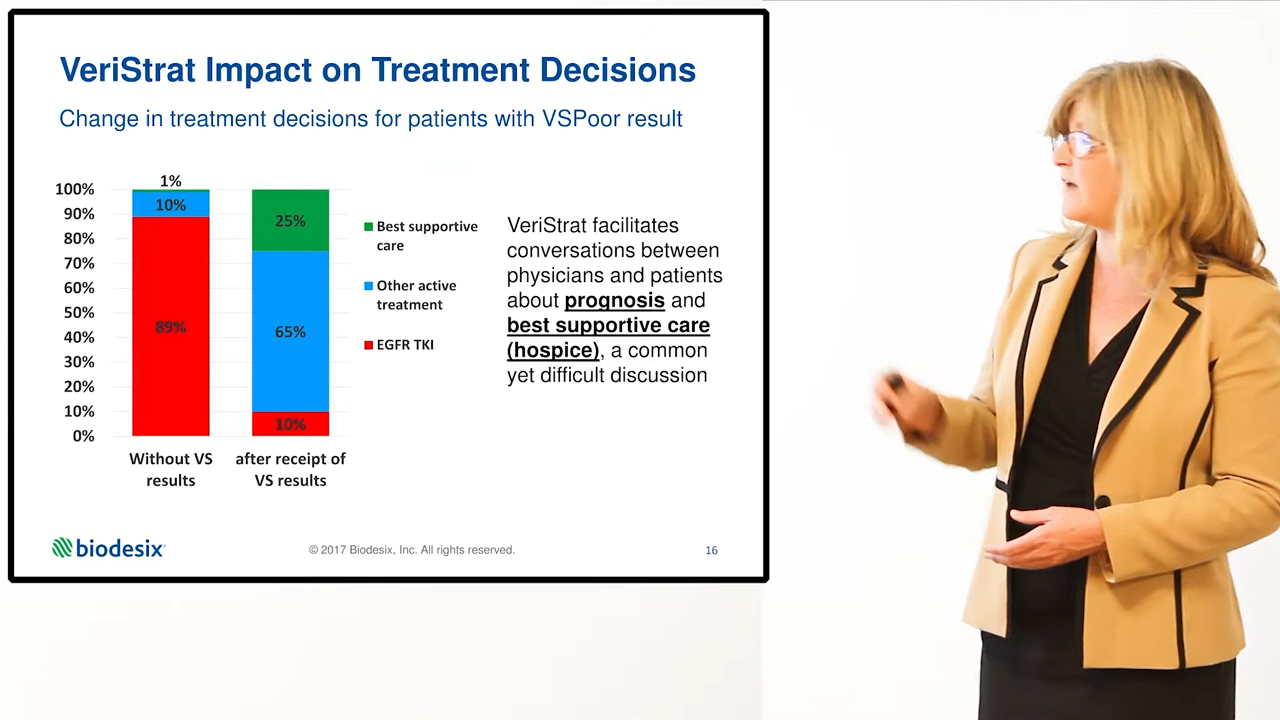 VeriStrat Impact on Treatment Decisions
Change in treatment decisions for patients with VSPoor result
1%
100%
90%
80%
70%
60%
50%
40%
30%
20%
10%
0%
10%
89%
25%
65%
10%
Without VS
results
after receipt of
VS results
Best supportive
care
Other active
treatment
EGFR TKI
VeriStrat facilitates
conversations between
physicians and patients
about prognosis and
best supportive care
(hospice), a common
yet difficult discussion
biodesix
© 2017 Biodesix, Inc. All rights reserved.
16